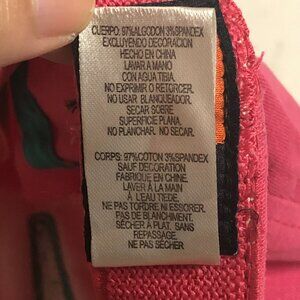 CUERPO: 97%ALGODON 3%SPANDEX
EXCLUYENDO DECORACION
HECHO EN CHINA
LAVAR A MANO
CON AGUA TIBIA.
NO EXPRIMIR O RETORCER.
NO USAR BLANQUEADOR,
SECAR SOBRE
SUPERFICIE PLANA.
NO PLANCHAR. NO SECAR.
CORPS: 97%COTON 3%SPANDEX
SAUF DECORATION
FABRIQUE EN CHINE.
LAVER À LA MAIN
À L'EAU TIEDE.
NE PAS TORDRE NI ESSORER.
PAS DE BLANCHIMENT.
SÉCHER À PLAT. SANS
REPASSAGE.
NE PAS SÉCHER